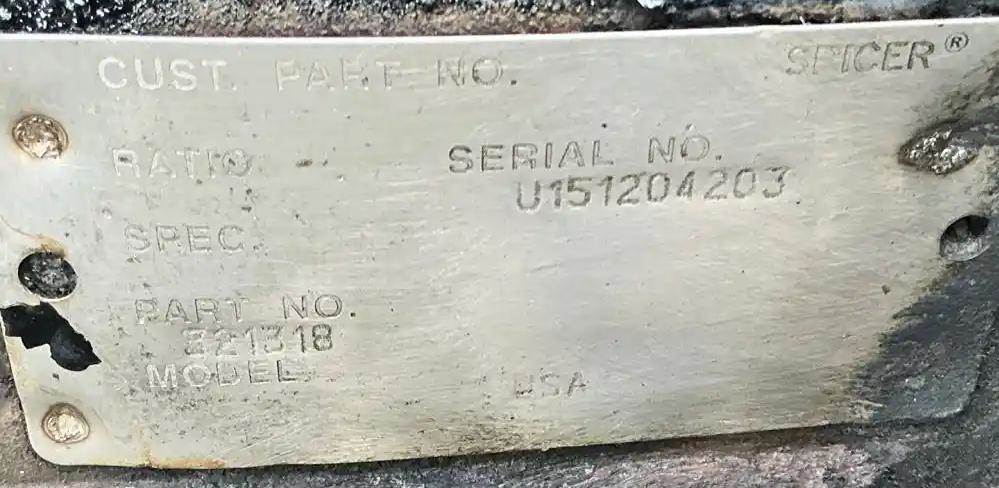 CUST. PART NO. SPICER®
RATIO SERIAL NO.
U151204203
SPEC.
PART NO.
321318
MODEL
USA